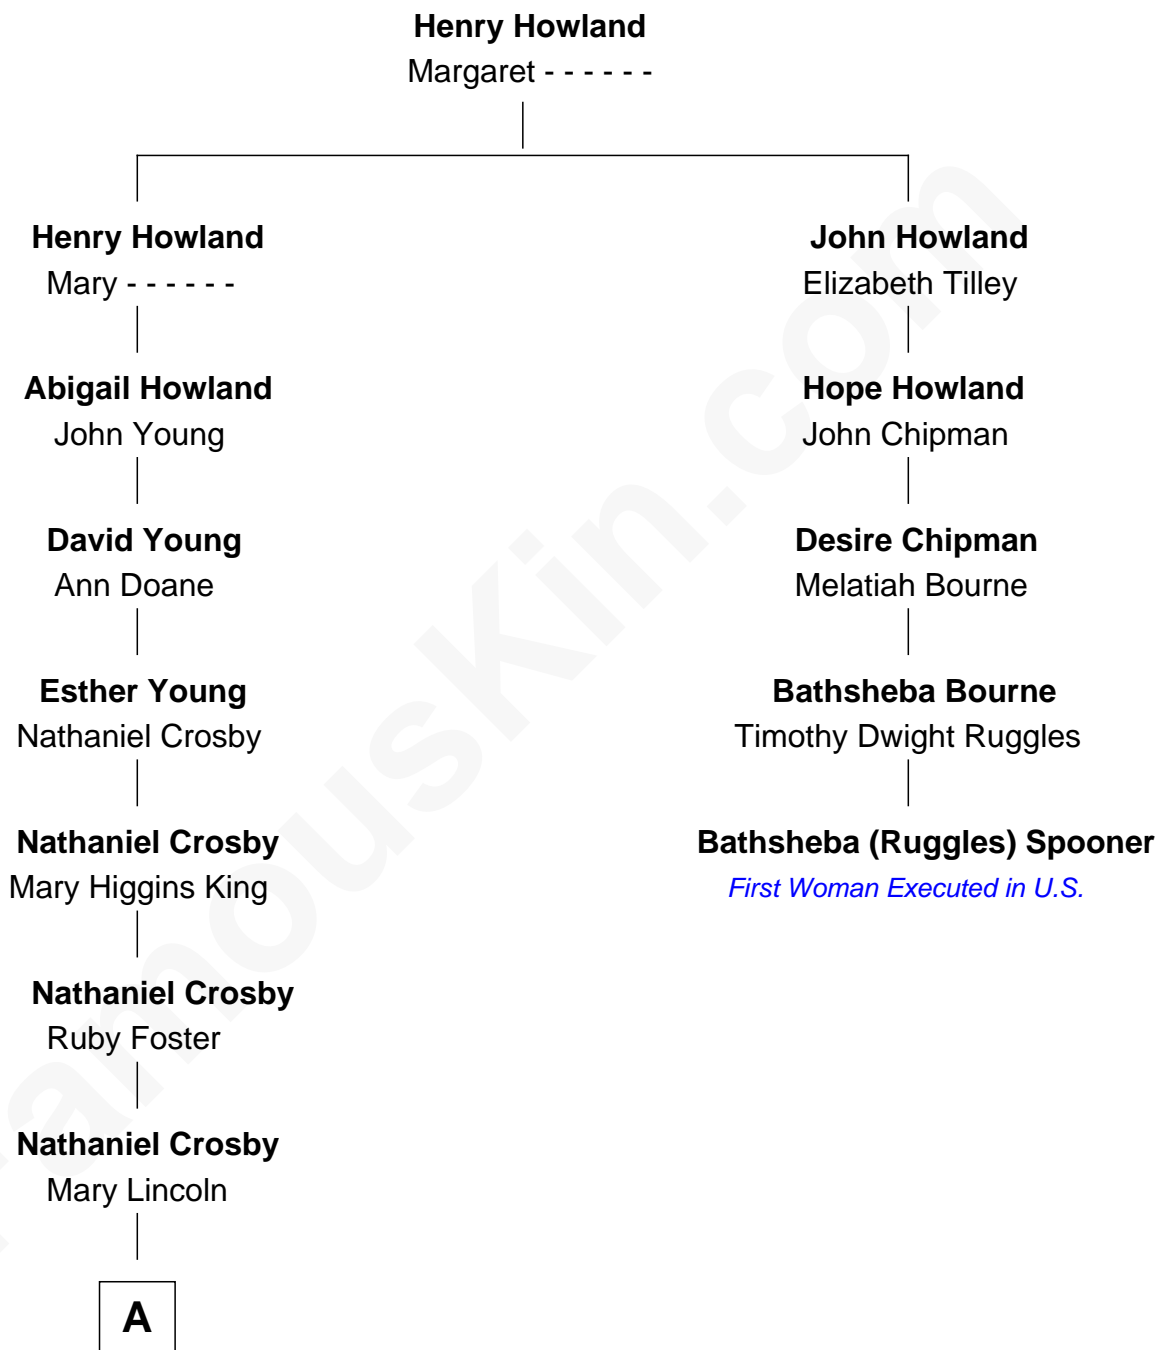 Henry Howland
Margaret - - - - - -
Henry Howland
Mary - - - - - -
John Howland
Elizabeth Tilley
Abigail Howland
John Young
Hope Howland
John Chipman
David Young
Ann Doane
Desire Chipman
Melatiah Bourne
Esther Young
Nathaniel Crosby
Bathsheba Bourne
Timothy Dwight Ruggles
Nathaniel Crosby
Mary Higgins King
Bathsheba (Ruggles) Spooner
First Woman Executed in U.S.
Nathaniel Crosby
Ruby Foster
Nathaniel Crosby
Mary Lincoln
A
FamousKin.com